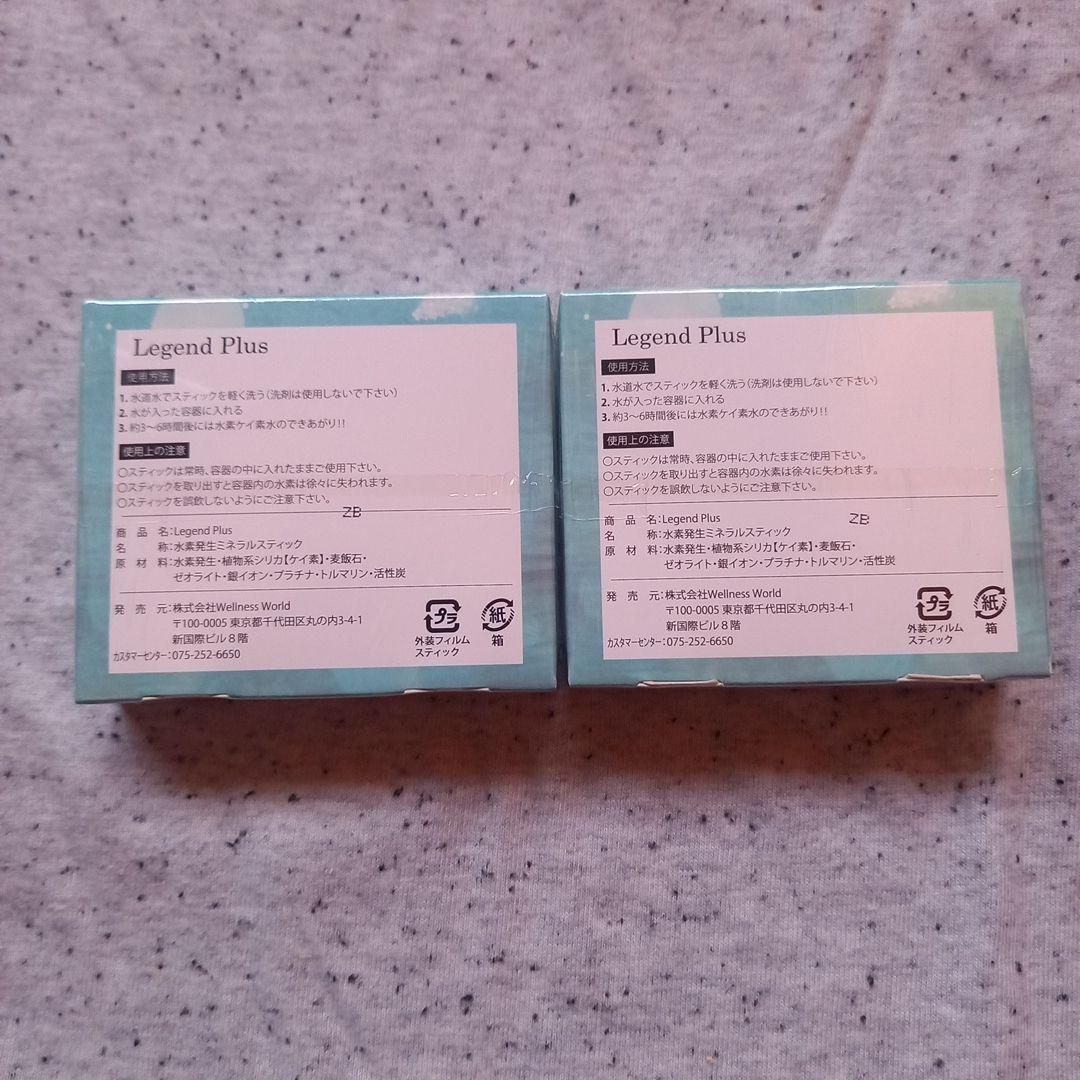 Legend Plus
使用方法
1. 水道水でスティックを軽く洗う(洗剤は使用しないで下さい)
2. 水が入った容器に入れる
3. 約3〜6時間後には水素ケイ素水のできあがり!!
使用上の注意
○スティックは常時、容器の中に入れたままご使用下さい。
○スティックを取り出すと容器内の水素は徐々に失われます。
○スティックを誤飲しないようにご注意下さい。
ZB
商品名:Legend Plus
名称:水素発生ミネラルスティック
原材料:水素発生・植物系シリカ【ケイ素】・麦飯石・
ゼオライト・銀イオン・プラチナ・トルマリン・活性炭
発売元:株式会社Wellness World
〒100-0005 東京都千代田区丸の内3-4-1
新国際ビル8階
カスタマーセンター:075-252-6650
プラ
外装フィルム
スティック
紙
箱
Legend Plus
使用方法
1. 水道水でスティックを軽く洗う(洗剤は使用しないで下さい)
2. 水が入った容器に入れる
3. 約3〜6時間後には水素ケイ素水のできあがり!!
使用上の注意
○スティックは常時、容器の中に入れたままご使用下さい。
○スティックを取り出すと容器内の水素は徐々に失われます。
○スティックを誤飲しないようにご注意下さい。
ZB
商品名:Legend Plus
名称:水素発生ミネラルスティック
原材料:水素発生・植物系シリカ【ケイ素】・麦飯石・
ゼオライト・銀イオン・プラチナ・トルマリン・活性炭
発売元:株式会社Wellness World
〒100-0005 東京都千代田区丸の内3-4-1
新国際ビル8階
カスタマーセンター:075-252-6650
プラ
外装フィルム
スティック
紙
箱